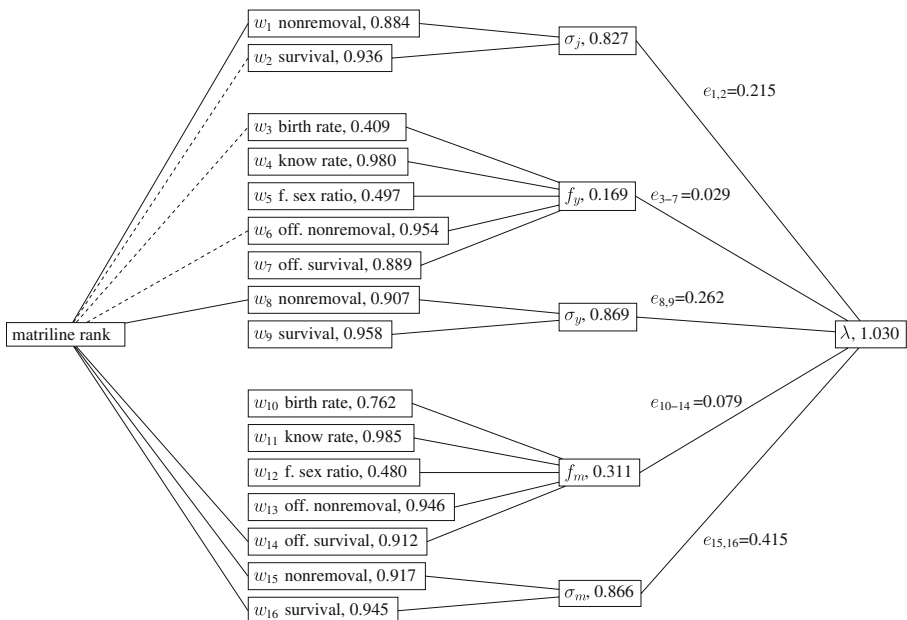 w₁ nonremoval, 0.884
w₂ survival, 0.936
σⱼ, 0.827
e₁,₂=0.215
w₃ birth rate, 0.409
w₄ know rate, 0.980
w₅ f. sex ratio, 0.497
w₆ off. nonremoval, 0.954
w₇ off. survival, 0.889
f_y, 0.169
e₃₋₇=0.029
w₈ nonremoval, 0.907
w₉ survival, 0.958
σ_y, 0.869
e₈,₉=0.262
matriline rank
λ, 1.030
w₁₀ birth rate, 0.762
w₁₁ know rate, 0.985
w₁₂ f. sex ratio, 0.480
w₁₃ off. nonremoval, 0.946
w₁₄ off. survival, 0.912
f_m, 0.311
e₁₀₋₁₄=0.079
w₁₅ nonremoval, 0.917
w₁₆ survival, 0.945
σ_m, 0.866
e₁₅,₁₆=0.415